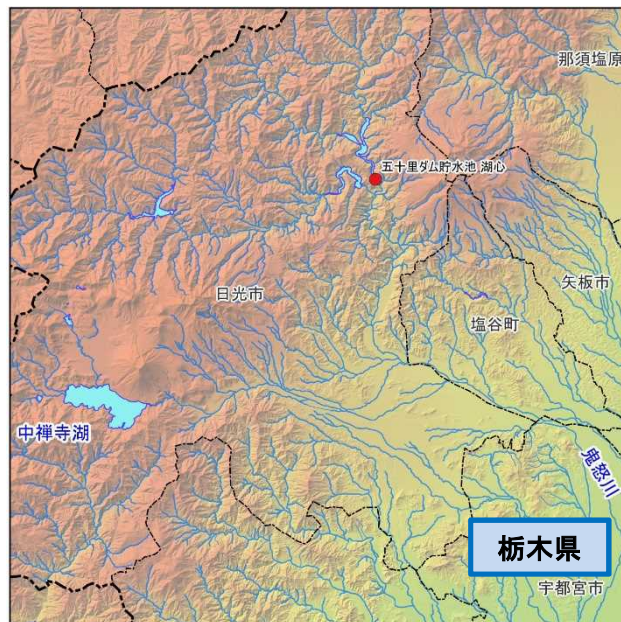 那須塩原
五十里ダム貯水池 湖心
矢板市
日光市
塩谷町
中禅寺湖
鬼怒川
栃木県
宇都宮市